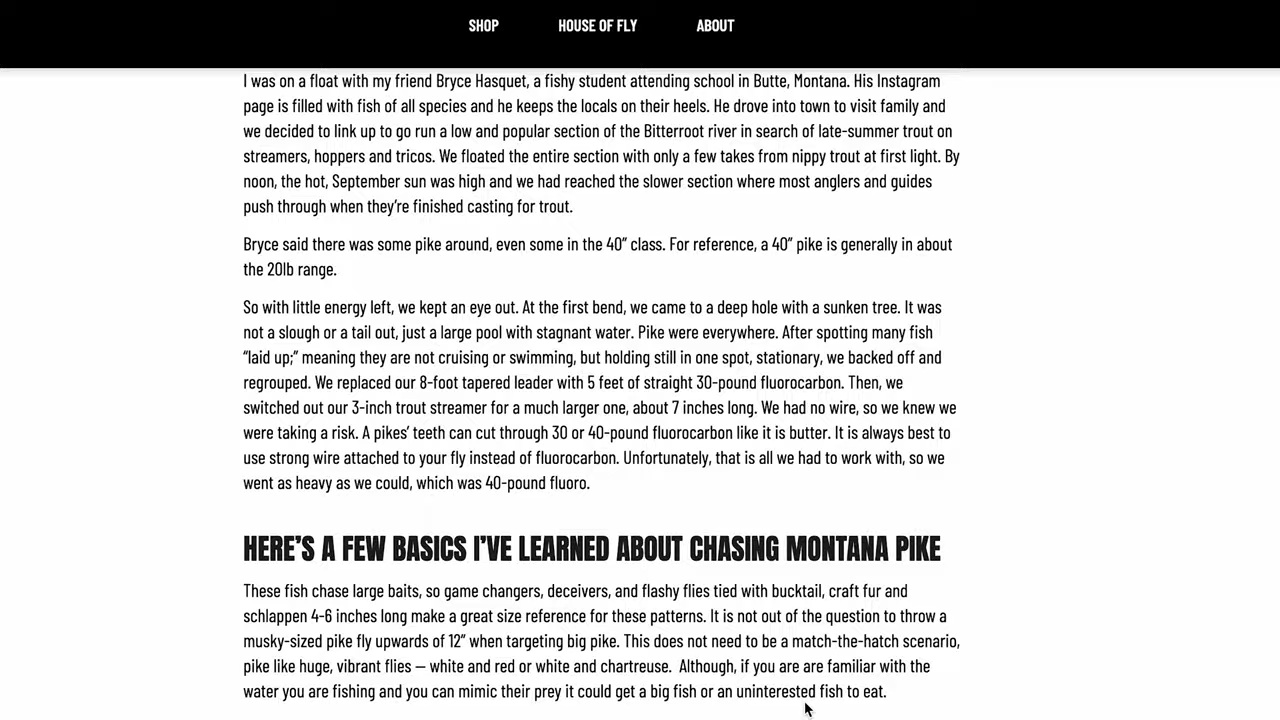 SHOP HOUSE OF FLY ABOUT
I was on a float with my friend Bryce Hasquet, a fishy student attending school in Butte, Montana. His Instagram
page is filled with fish of all species and he keeps the locals on their heels. He drove into town to visit family and
we decided to link up to go run a low and popular section of the Bitterroot river in search of late-summer trout on
streamers, hoppers and tricos. We floated the entire section with only a few takes from nippy trout at first light. By
noon, the hot, September sun was high and we had reached the slower section where most anglers and guides
push through when they’re finished casting for trout.
Bryce said there was some pike around, even some in the 40” class. For reference, a 40” pike is generally in about
the 20lb range.
So with little energy left, we kept an eye out. At the first bend, we came to a deep hole with a sunken tree. It was
not a slough or a tail out, just a large pool with stagnant water. Pike were everywhere. After spotting many fish
“laid up;” meaning they are not cruising or swimming, but holding still in one spot, stationary, we backed off and
regrouped. We replaced our 8-foot tapered leader with 5 feet of straight 30-pound fluorocarbon. Then, we
switched out our 3-inch trout streamer for a much larger one, about 7 inches long. We had no wire, so we knew we
were taking a risk. A pikes’ teeth can cut through 30 or 40-pound fluorocarbon like it is butter. It is always best to
use strong wire attached to your fly instead of fluorocarbon. Unfortunately, that is all we had to work with, so we
went as heavy as we could, which was 40-pound fluoro.
HERE’S A FEW BASICS I’VE LEARNED ABOUT CHASING MONTANA PIKE
These fish chase large baits, so game changers, deceivers, and flashy flies tied with bucktail, craft fur and
schlappen 4-6 inches long make a great size reference for these patterns. It is not out of the question to throw a
musky-sized pike fly upwards of 12” when targeting big pike. This does not need to be a match-the-hatch scenario,
pike like huge, vibrant flies — white and red or white and chartreuse.  Although, if you are are familiar with the
water you are fishing and you can mimic their prey it could get a big fish or an uninterested fish to eat.